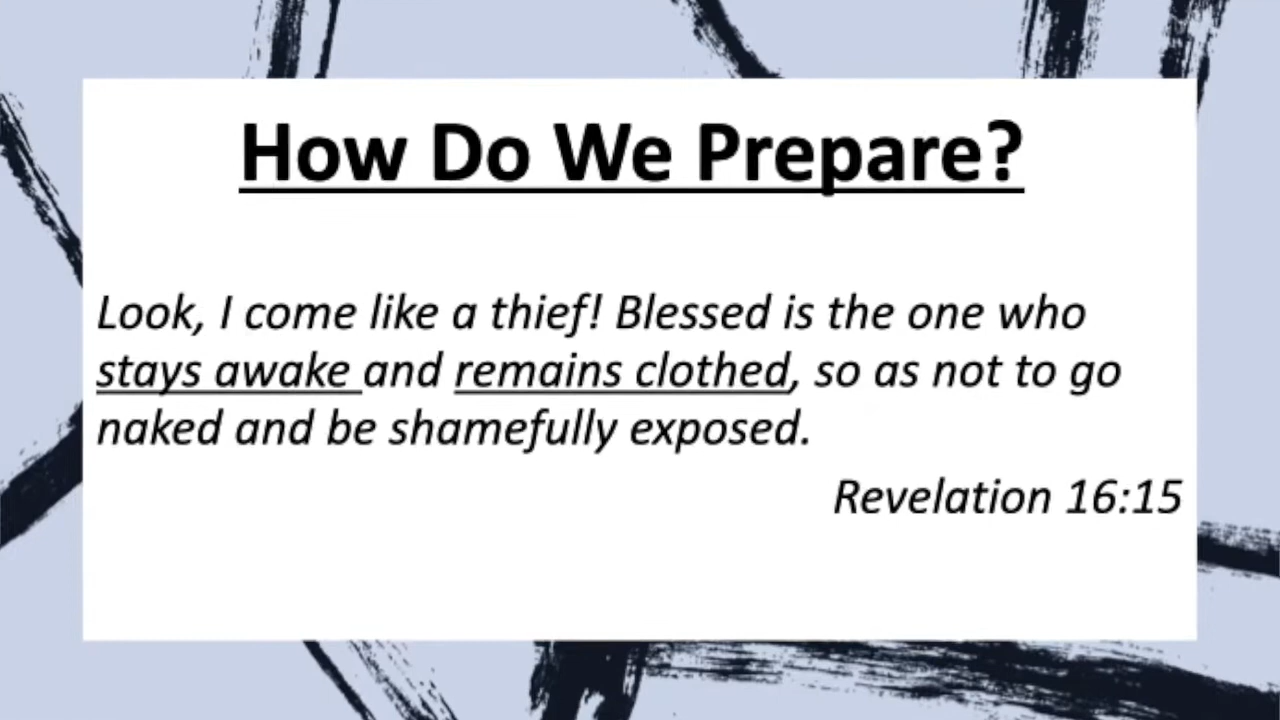 How Do We Prepare?
Look, I come like a thief! Blessed is the one who
stays awake and remains clothed, so as not to go
naked and be shamefully exposed.
Revelation 16:15